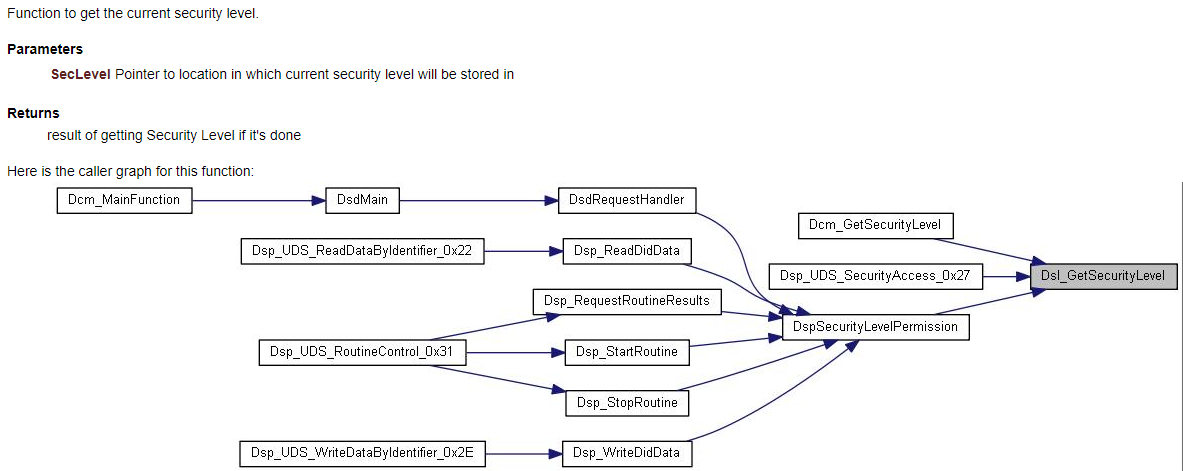 Function to get the current security level.
Parameters
SecLevel Pointer to location in which current security level will be stored in
Returns
result of getting Security Level if it's done
Here is the caller graph for this function:
Dcm_MainFunction
DsdMain
DsdRequestHandler
Dcm_GetSecurityLevel
Dsp_UDS_ReadDataByIdentifier_0x22
Dsp_ReadDidData
Dsp_UDS_SecurityAccess_0x27
Dsl_GetSecurityLevel
Dsp_RequestRoutineResults
DspSecurityLevelPermission
Dsp_UDS_RoutineControl_0x31
Dsp_StartRoutine
Dsp_StopRoutine
Dsp_UDS_WriteDataByIdentifier_0x2E
Dsp_WriteDidData